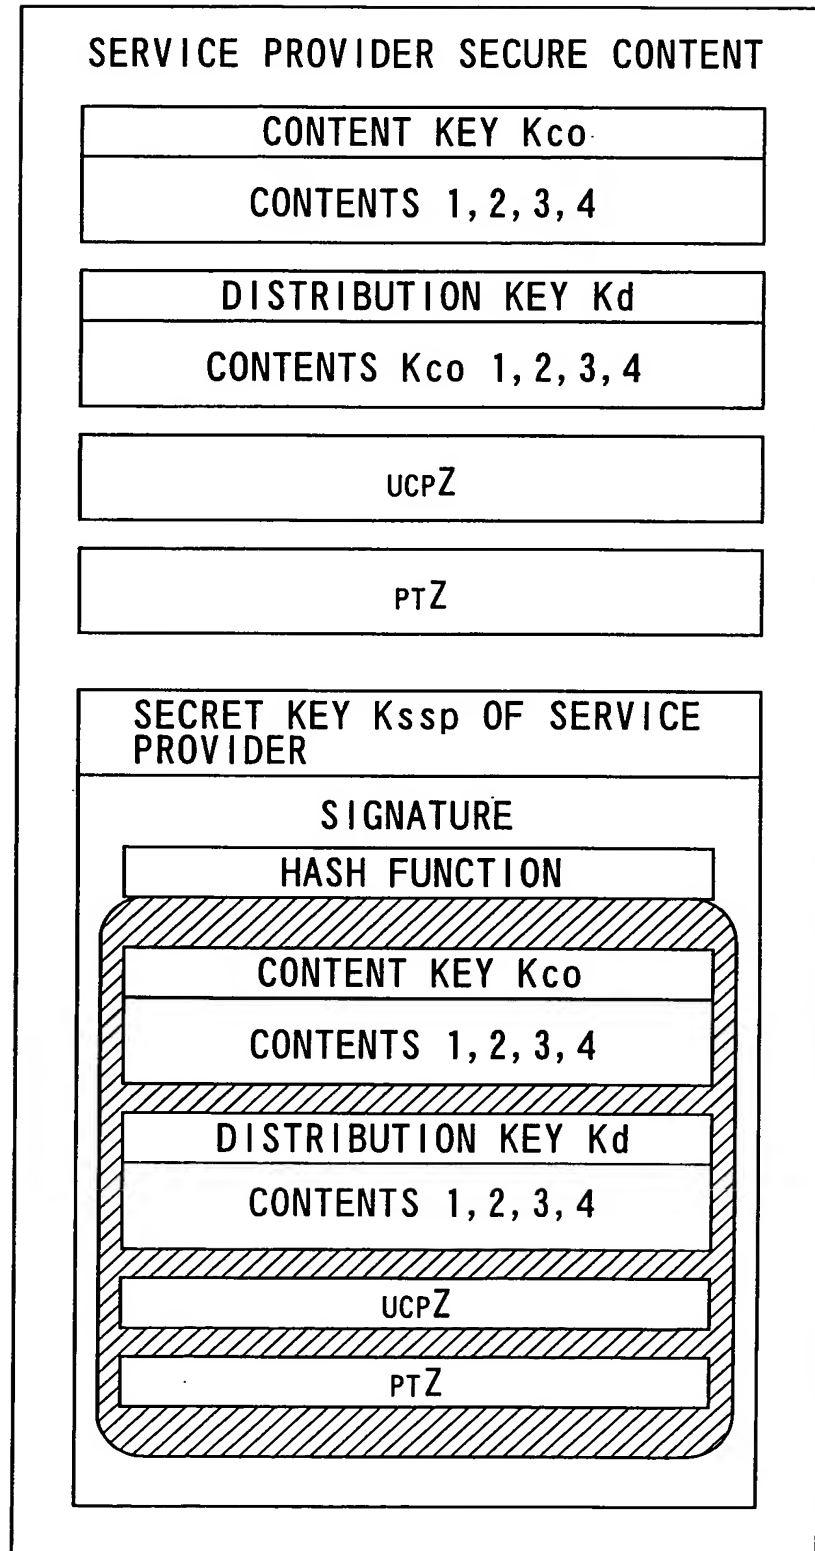 SERVICE PROVIDER SECURE CONTENT
CONTENT KEY Kco
CONTENTS 1, 2, 3, 4
DISTRIBUTION KEY Kd
CONTENTS Kco 1, 2, 3, 4
UCPZ
PTZ
SECRET KEY Kssp OF SERVICE
PROVIDER
SIGNATURE
HASH FUNCTION
CONTENT KEY Kco
CONTENTS 1, 2, 3, 4
DISTRIBUTION KEY Kd
CONTENTS 1, 2, 3, 4
UCPZ
PTZ